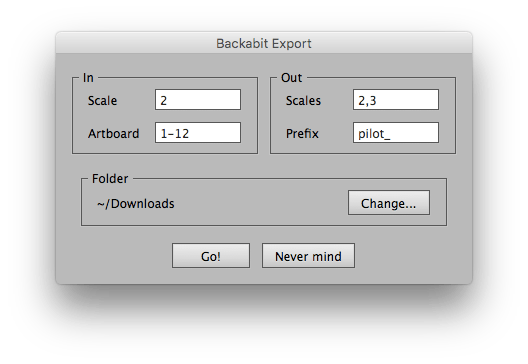 Backabit Export
In
Scale 2
Artboard 1-12
Out
Scales 2,3
Prefix pilot_
Folder
~/Downloads Change...
Go! Never mind